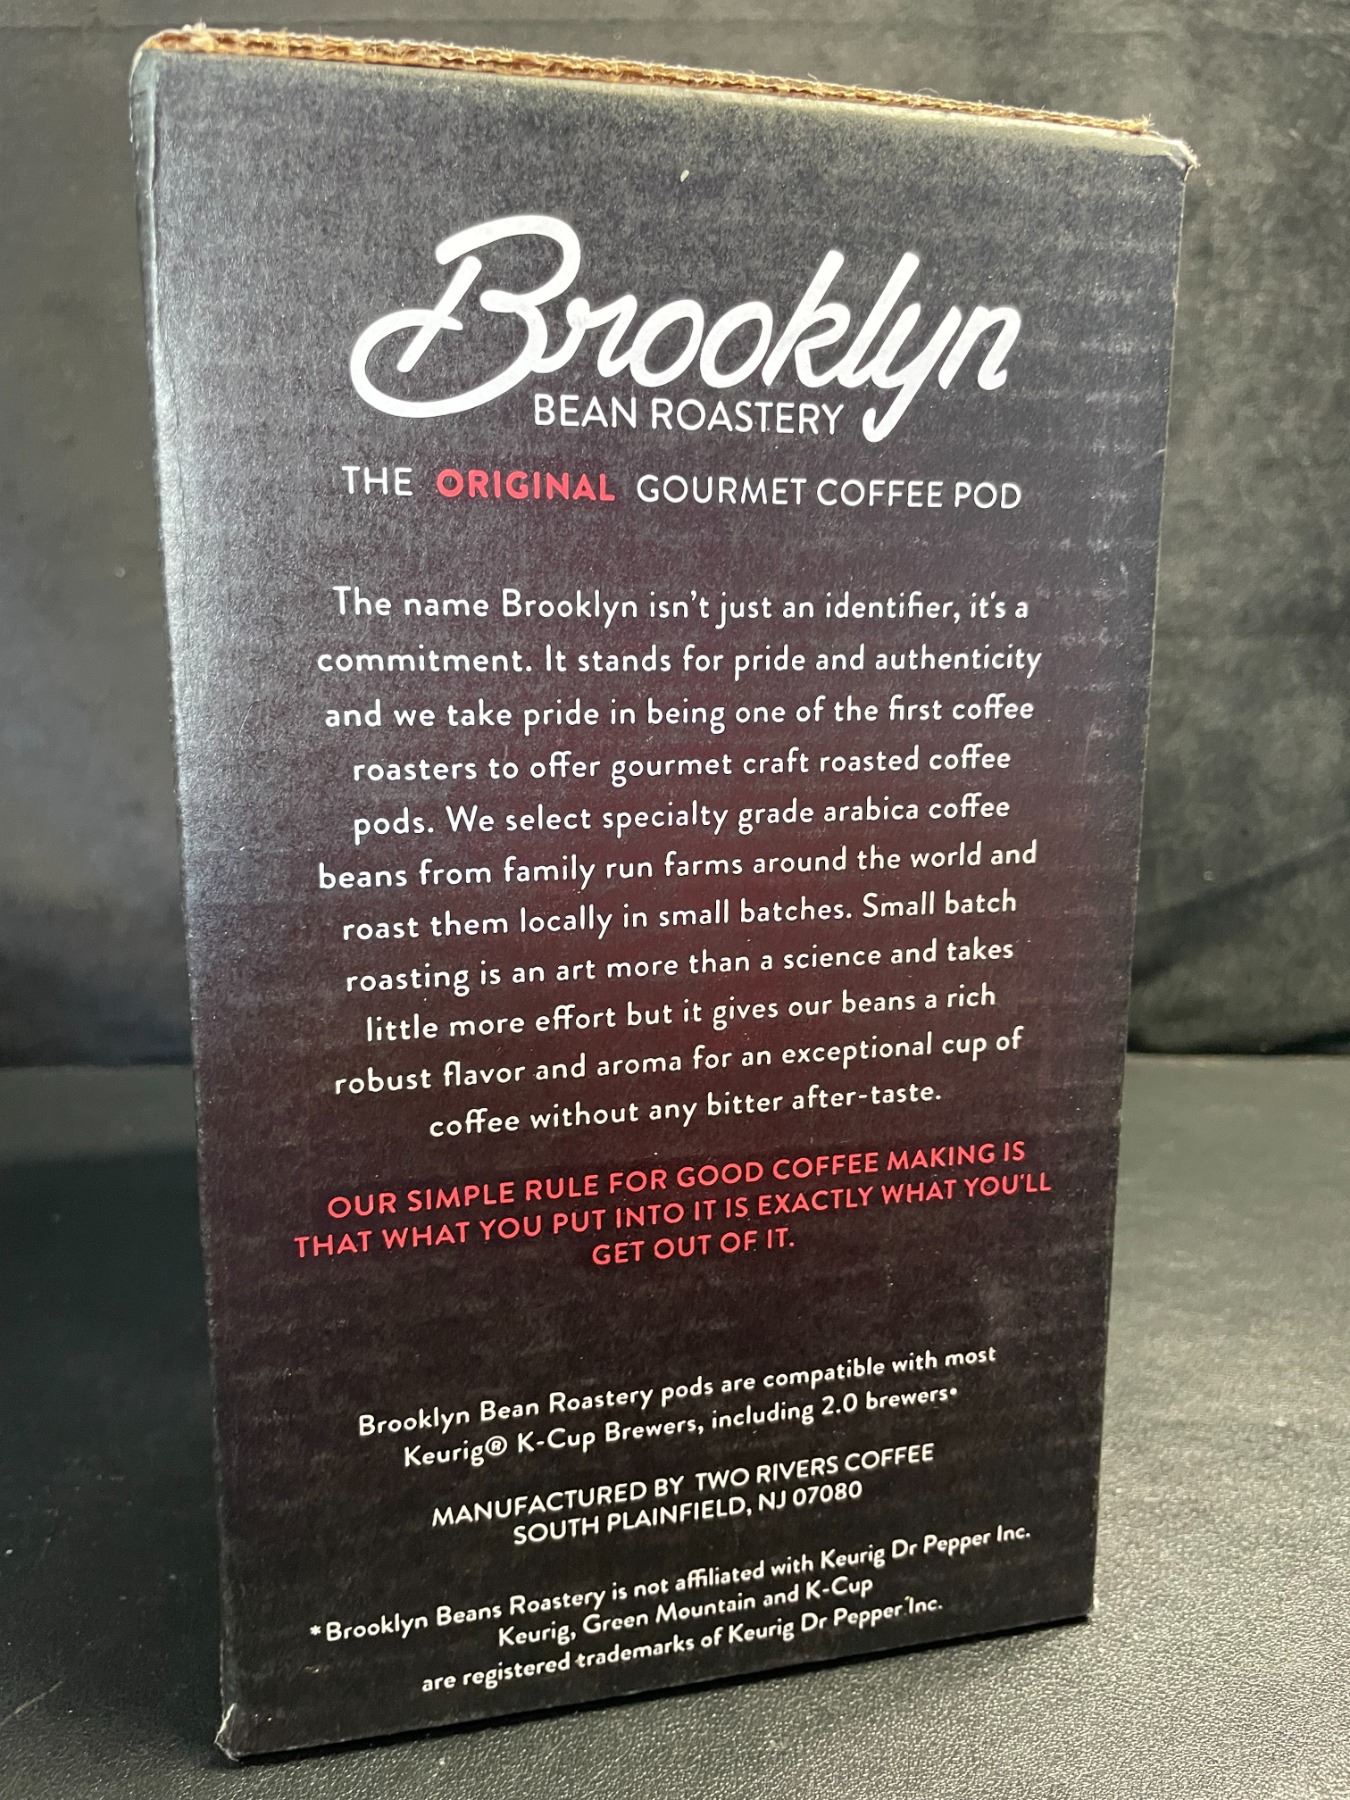 Brooklyn
BEAN ROASTERY
THE ORIGINAL GOURMET COFFEE POD
The name Brooklyn isn't just an identifier, it's a
commitment. It stands for pride and authenticity
and we take pride in being one of the first coffee
roasters to offer gourmet craft roasted coffee
pods. We select specialty grade arabica coffee
beans from family run farms around the world and
roast them locally in small batches. Small batch
roasting is an art more than a science and takes
little more effort but it gives our beans a rich
robust flavor and aroma for an exceptional cup of
coffee without any bitter after-taste.
OUR SIMPLE RULE FOR GOOD COFFEE MAKING IS
THAT WHAT YOU PUT INTO IT IS EXACTLY WHAT YOU'LL
GET OUT OF IT.
Brooklyn Bean Roastery pods are compatible with most
Keurig® K-Cup Brewers, including 2.0 brewers*
MANUFACTURED BY TWO RIVERS COFFEE
SOUTH PLAINFIELD, NJ 07080
*Brooklyn Beans Roastery is not affiliated with Keurig Dr Pepper Inc.
Keurig, Green Mountain and K-Cup
are registered trademarks of Keurig Dr Pepper Inc.